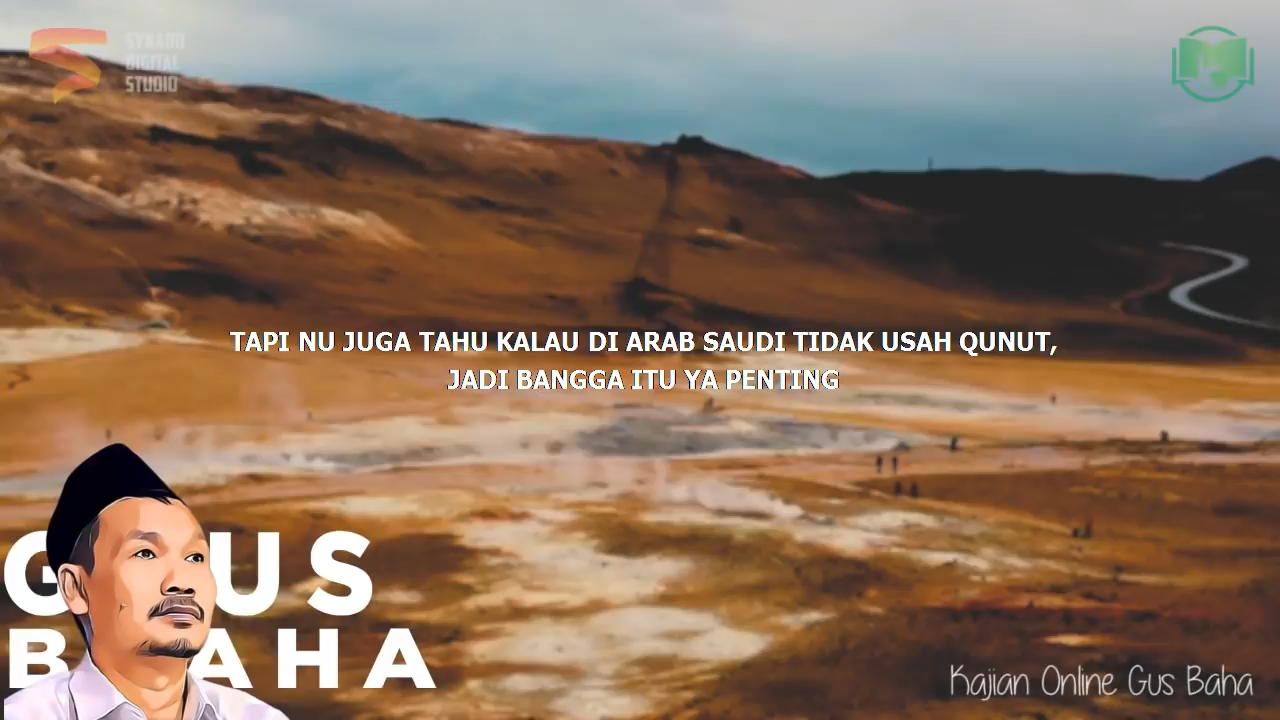 SYNADD
DIGITAL
STUDIO
TAPI NU JUGA TAHU KALAU DI ARAB SAUDI TIDAK USAH QUNUT,
JADI BANGGA ITU YA PENTING
GUS
BAHA
Kajian Online Gus Baha